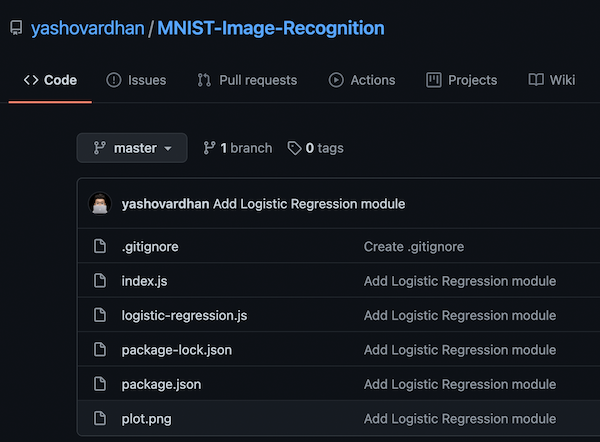 yashovardhan / MNIST-Image-Recognition
Code Issues Pull requests Actions Projects Wiki
master 1 branch 0 tags
yashovardhan Add Logistic Regression module
.gitignore Create .gitignore
index.js Add Logistic Regression module
logistic-regression.js Add Logistic Regression module
package-lock.json Add Logistic Regression module
package.json Add Logistic Regression module
plot.png Add Logistic Regression module